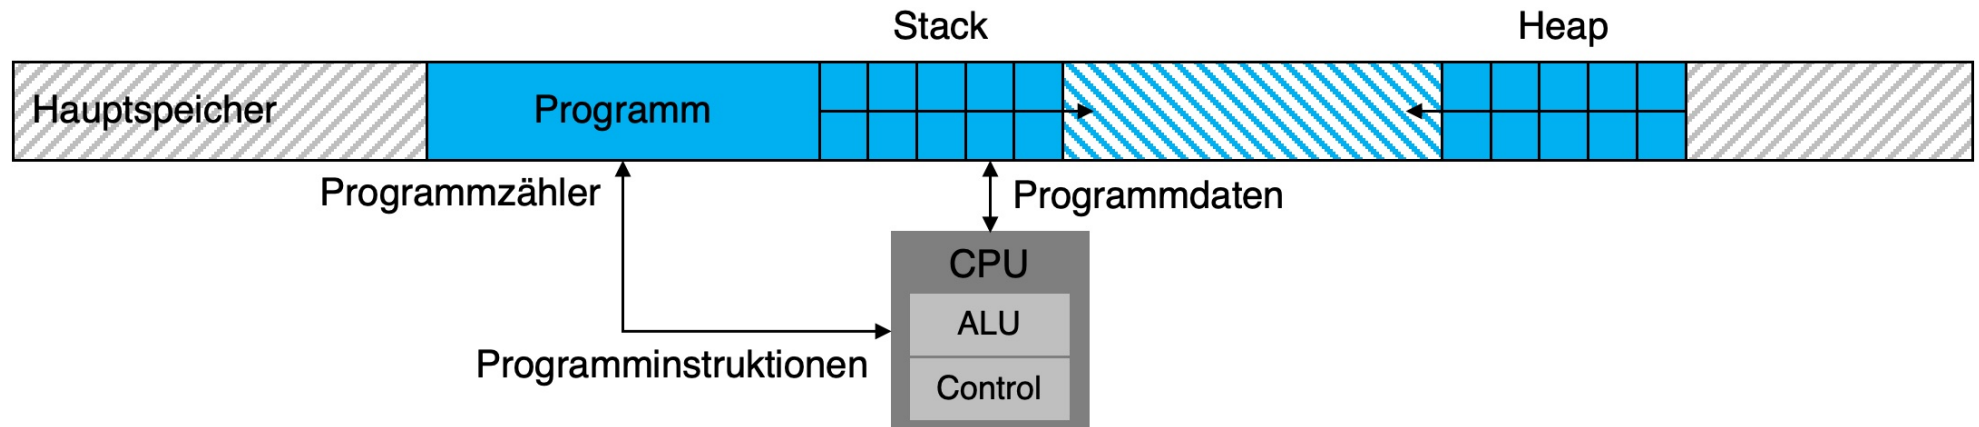 Stack
Heap
Hauptspeicher
Programm
Programmzähler
Programmdaten
CPU
ALU
Programminstruktionen
Control